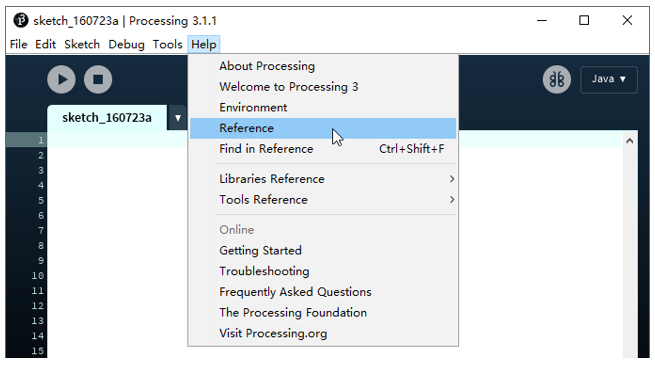 sketch_160723a | Processing 3.1.1
File Edit Sketch Debug Tools Help
About Processing
Welcome to Processing 3
Environment
Reference
Find in Reference Ctrl+Shift+F
Libraries Reference
Tools Reference
Online
Getting Started
Troubleshooting
Frequently Asked Questions
The Processing Foundation
Visit Processing.org
Java
sketch_160723a
1
2
3
4
5
6
7
8
9
10
11
12
13
14
15